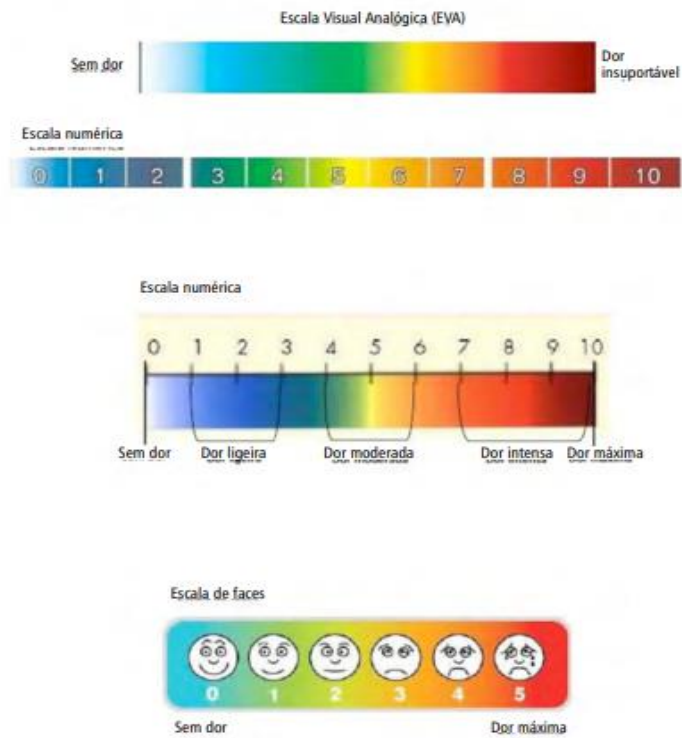 Escala Visual Analógica (EVA)
Sem dor
Dor
insuportável
Escala numérica
0 1 2 3 4 5 6 7 8 9 10
Escala numérica
0 1 2 3 4 5 6 7 8 9 10
Sem dor Dor ligeira Dor moderada Dor intensa Dor máxima
Escala de faces
0 1 2 3 4 5
Sem dor Dor máxima